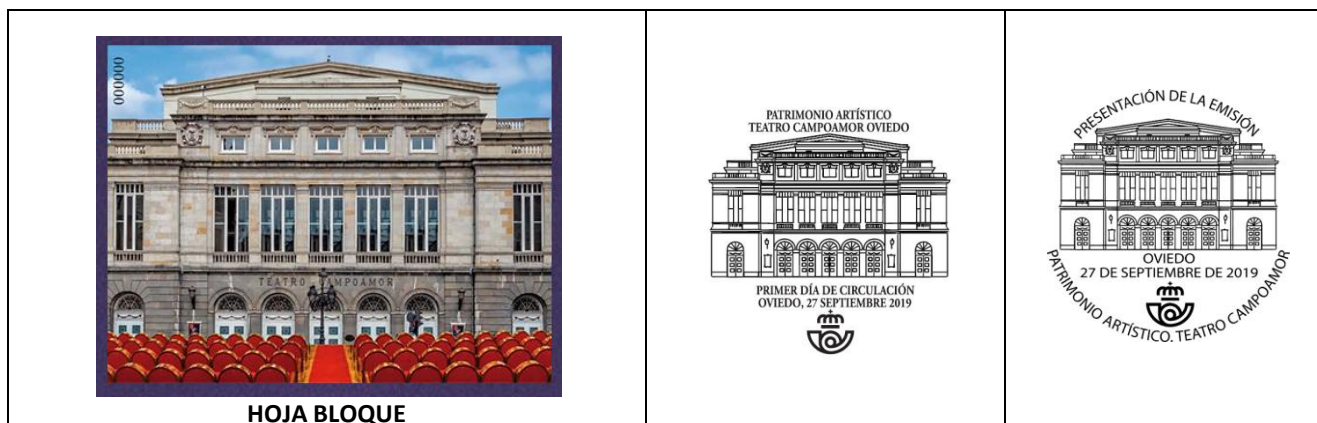 000000
TEATRO CAMPOAMOR
HOJA BLOQUE
PATRIMONIO ARTÍSTICO
TEATRO CAMPOAMOR OVIEDO
PRIMER DÍA DE CIRCULACIÓN
OVIEDO, 27 SEPTIEMBRE 2019
PRESENTACIÓN DE LA EMISIÓN
OVIEDO
27 DE SEPTIEMBRE DE 2019
PATRIMONIO ARTÍSTICO. TEATRO CAMPOAMOR